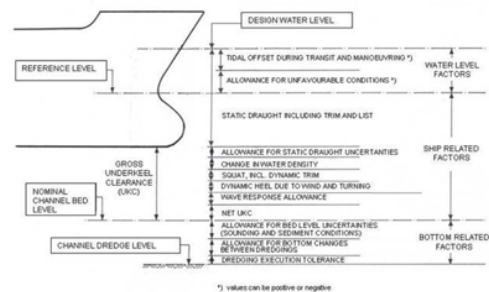 DESIGN WATER LEVEL
TIDAL OFFSET DURING TRANSIT AND MANOEUVRING *)
REFERENCE LEVEL
ALLOWANCE FOR UNFAVOURABLE CONDITIONS *)
WATER LEVEL
FACTORS
STATIC DRAUGHT INCLUDING TRIM AND LIST
GROSS
UNDERKEEL
CLEARANCE
(UKC)
ALLOWANCE FOR STATIC DRAUGHT UNCERTAINTIES
CHANGE IN WATER DENSITY
SQUAT, INCL. DYNAMIC TRIM
DYNAMIC HEEL DUE TO WIND AND TURNING
WAVE RESPONSE ALLOWANCE
NET UKC
SHIP RELATED
FACTORS
NOMINAL
CHANNEL BED
LEVEL
ALLOWANCE FOR BED LEVEL UNCERTAINTIES
(SOUNDING AND SEDIMENT CONDITIONS)
ALLOWANCE FOR BOTTOM CHANGES
BETWEEN DREDGINGS
DREDGING EXECUTION TOLERANCE
BOTTOM RELATED
FACTORS
CHANNEL DREDGE LEVEL
*) values can be positive or negative